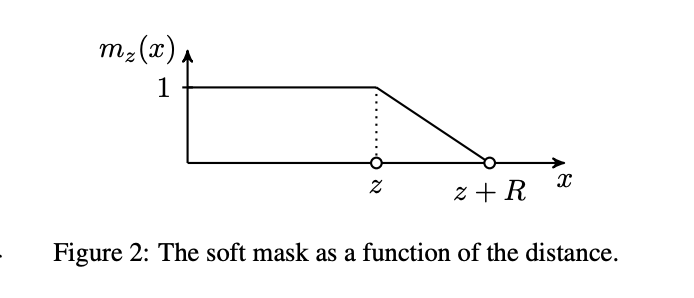 m_z(x)
1
z
z + R
x
Figure 2: The soft mask as a function of the distance.